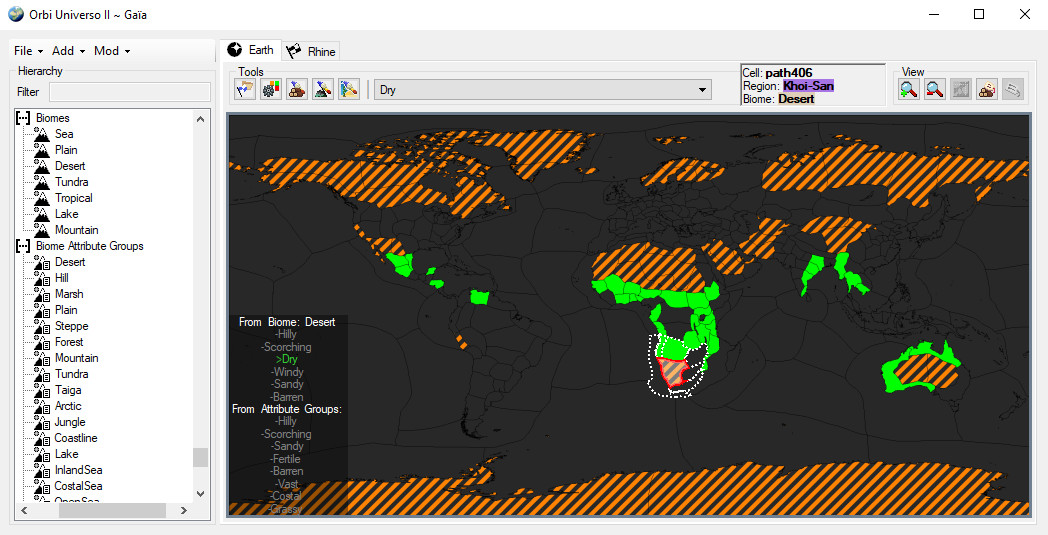 Orbi Universo II ~ Gaïa
File Add Mod
Hierarchy
Filter
Biomes
Sea
Plain
Desert
Tundra
Tropical
Lake
Mountain
Biome Attribute Groups
Desert
Hill
Marsh
Plain
Steppe
Forest
Mountain
Tundra
Taiga
Arctic
Jungle
Coastline
Lake
InlandSea
CostalSea
OpenSea
Earth Rhine
Tools
Dry
Cell: path406
Region: Khoi-San
Biome: Desert
View
From Biome: Desert
-Hilly
-Scorching
>Dry
-Windy
-Sandy
-Barren
From Attribute Groups:
-Hilly
-Scorching
-Sandy
-Fertile
-Barren
-Vast
-Costal
-Grassy